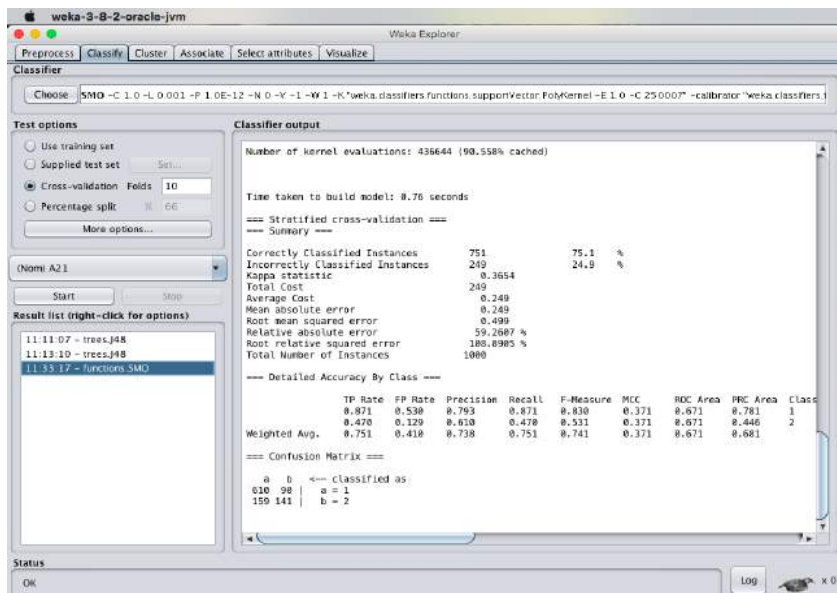 weka-3-8-2-oracle-jvm
Weka Explorer
Preprocess Classify Cluster Associate Select attributes Visualize
Classifier
Choose SMO -C 1.0 -L 0.001 -P 1.0E-12 -N 0 -V -1 -W 1 -K "weka.classifiers.functions.supportVector.PolyKernel -E 1.0 -C 250007" -calibrator "weka.classifiers.
Test options
Use training set
Supplied test set Set...
Cross-validation Folds 10
Percentage split % 66
More options...
(Nom) A21
Start Stop
Result list (right-click for options)
11:11:07 - trees.J48
11:13:10 - trees.J48
11:33:17 - functions.SMO
Classifier output
Number of kernel evaluations: 436644 (90.558% cached)
Time taken to build model: 0.76 seconds
=== Stratified cross-validation ===
=== Summary ===
Correctly Classified Instances 751 75.1 %
Incorrectly Classified Instances 249 24.9 %
Kappa statistic 0.3654
Total Cost 249
Average Cost 0.249
Mean absolute error 0.249
Root mean squared error 0.499
Relative absolute error 59.2607 %
Root relative squared error 108.8905 %
Total Number of Instances 1000
=== Detailed Accuracy By Class ===
TP Rate FP Rate Precision Recall F-Measure MCC ROC Area PRC Area Class
0.871 0.530 0.793 0.871 0.830 0.371 0.671 0.781 1
0.470 0.129 0.610 0.470 0.531 0.371 0.671 0.446 2
Weighted Avg. 0.751 0.410 0.738 0.751 0.741 0.371 0.671 0.681
=== Confusion Matrix ===
a b <-- classified as
610 90 | a = 1
159 141 | b = 2
Status
OK
Log
x 0